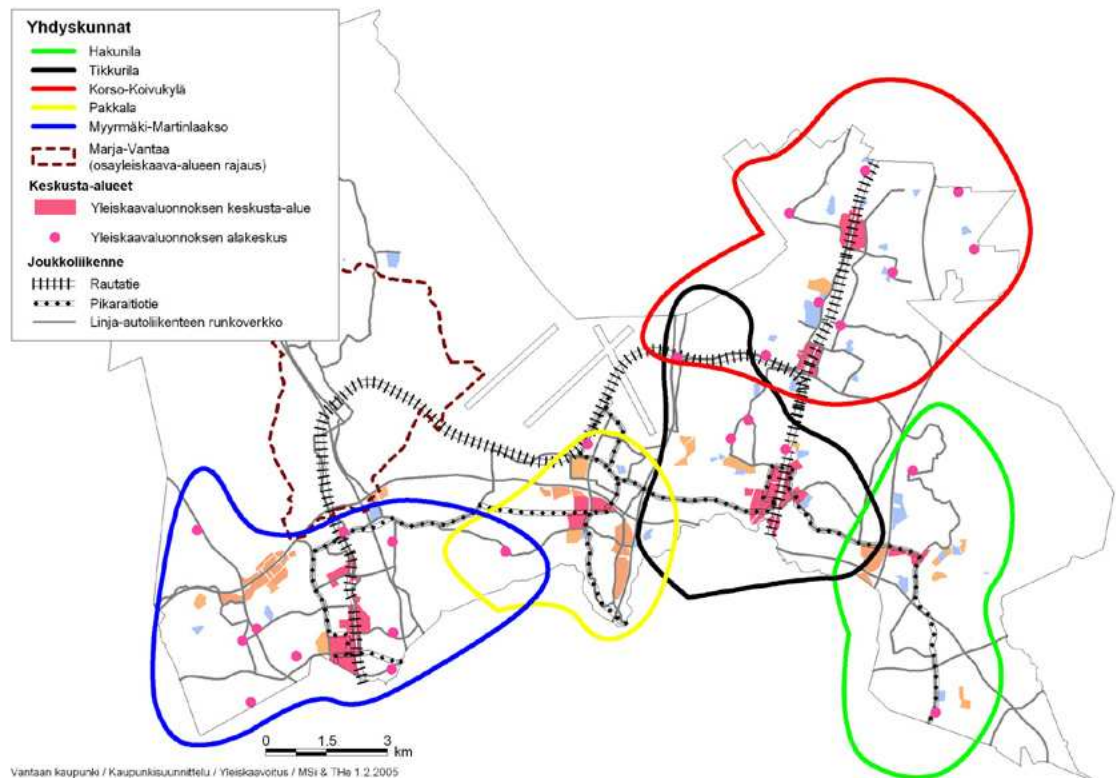 Yhdyskunnat
Hakunila
Tikkurila
Korso-Koivukylä
Pakkala
Myyrmäki-Martinlaakso
Marja-Vantaa
(osayleiskaava-alueen rajaus)
Keskusta-alueet
Yleiskaavaluonnoksen keskusta-alue
Yleiskaavaluonnoksen alakeskus
Joukkoliikenne
Rautatie
Pikaraitiotie
Linja-autoliikenteen runkoverkko
0 1.5 3
km
Vantaan kaupunki / Kaupunkisuunnittelu / Yleiskaavoitus / MSi & THe 1.2.2005